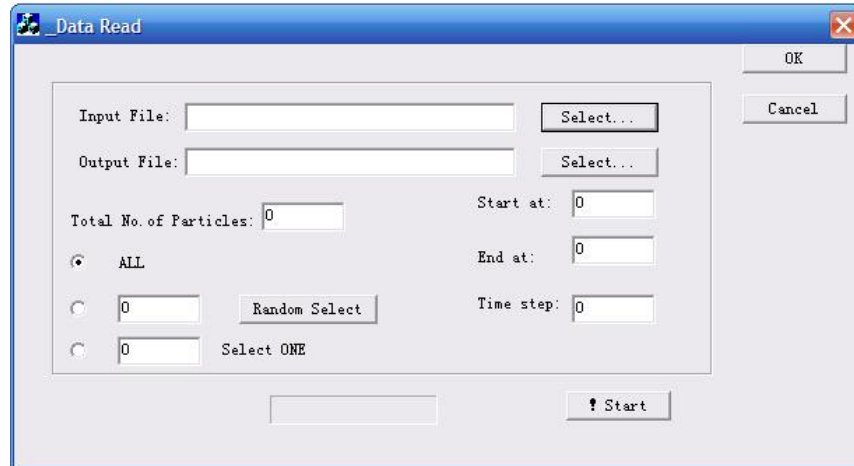 _Data Read
OK
Input File: Select...
Cancel
Output File: Select...
Total No. of Particles: 0
Start at: 0
ALL
End at: 0
0 Random Select
Time step: 0
0 Select ONE
! Start